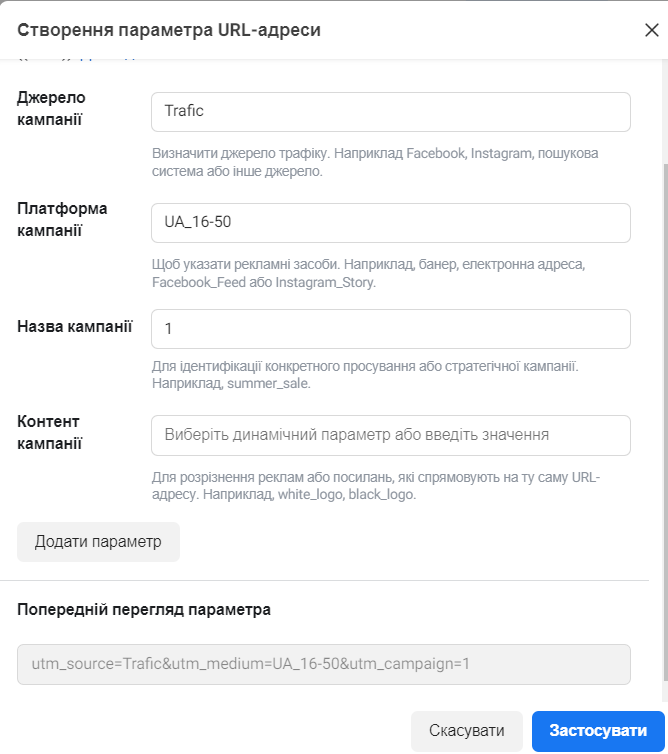 Створення параметра URL-адреси
Джерело
кампанії
Trafic
Визначити джерело трафіку. Наприклад Facebook, Instagram, пошукова
система або інше джерело.
Платформа
кампанії
UA_16-50
Щоб указати рекламні засоби. Наприклад, банер, електронна адреса,
Facebook_Feed або Instagram_Story.
Назва кампанії
1
Для ідентифікації конкретного просування або стратегічної кампанії.
Наприклад, summer_sale.
Контент
кампанії
Виберіть динамічний параметр або введіть значення
Для розрізнення реклам або посилань, які спрямовують на ту саму URL-
адресу. Наприклад, white_logo, black_logo.
Додати параметр
Попередній перегляд параметра
utm_source=Trafic&utm_medium=UA_16-50&utm_campaign=1
Скасувати
Застосувати